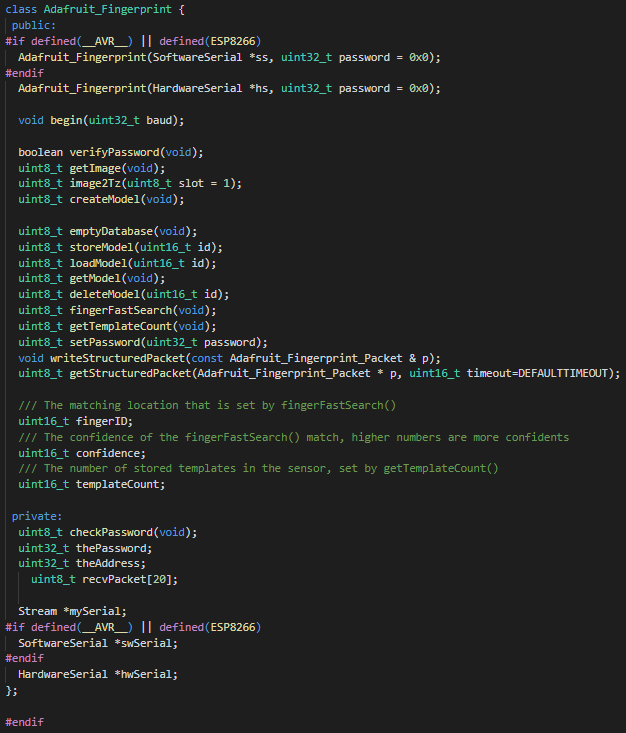 class Adafruit_Fingerprint {
 public:
#if defined(__AVR__) || defined(ESP8266)
  Adafruit_Fingerprint(SoftwareSerial *ss, uint32_t password = 0x0);
#endif
  Adafruit_Fingerprint(HardwareSerial *hs, uint32_t password = 0x0);

  void begin(uint32_t baud);

  boolean verifyPassword(void);
  uint8_t getImage(void);
  uint8_t image2Tz(uint8_t slot = 1);
  uint8_t createModel(void);

  uint8_t emptyDatabase(void);
  uint8_t storeModel(uint16_t id);
  uint8_t loadModel(uint16_t id);
  uint8_t getModel(void);
  uint8_t deleteModel(uint16_t id);
  uint8_t fingerFastSearch(void);
  uint8_t getTemplateCount(void);
  uint8_t setPassword(uint32_t password);
  void writeStructuredPacket(const Adafruit_Fingerprint_Packet & p);
  uint8_t getStructuredPacket(Adafruit_Fingerprint_Packet * p, uint16_t timeout=DEFAULTTIMEOUT);

  /// The matching location that is set by fingerFastSearch()
  uint16_t fingerID;
  /// The confidence of the fingerFastSearch() match, higher numbers are more confidents
  uint16_t confidence;
  /// The number of stored templates in the sensor, set by getTemplateCount()
  uint16_t templateCount;

 private:
  uint8_t checkPassword(void);
  uint32_t thePassword;
  uint32_t theAddress;
    uint8_t recvPacket[20];

  Stream *mySerial;
#if defined(__AVR__) || defined(ESP8266)
  SoftwareSerial *swSerial;
#endif
  HardwareSerial *hwSerial;
};

#endif